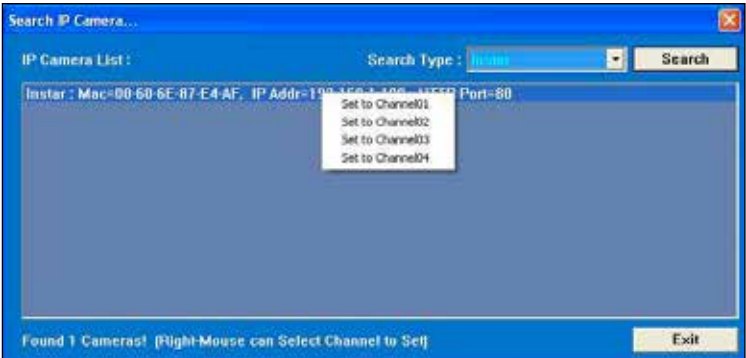 Search IP Camera...
IP Camera List :
Search Type : Instar
Search
Instar : Mac=00-60-6E-87-E4-AF, IP Addr= HTTP Port=80
Set to Channel01
Set to Channel02
Set to Channel03
Set to Channel04
Found 1 Cameras! (Right-Mouse can Select Channel to Set)
Exit